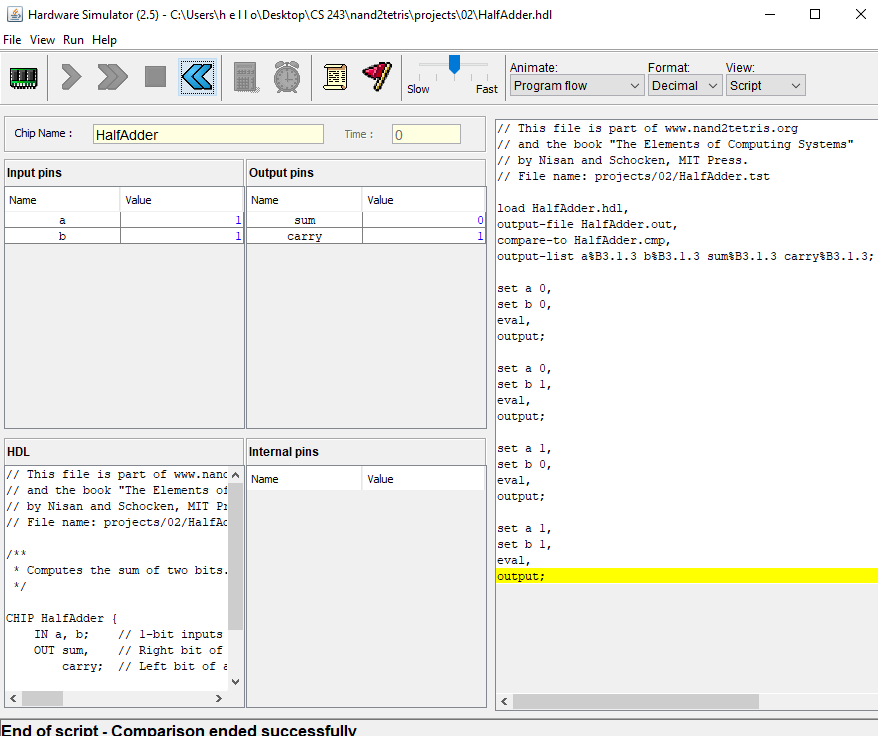 Hardware Simulator (2.5) - C:\Users\h e l l o\Desktop\CS 243\nand2tetris\projects\02\HalfAdder.hdl
File View Run Help
Slow
Fast
Animate:
Program flow
Format:
Decimal
View:
Script
Chip Name :
HalfAdder
Time :
0
Input pins
Name Value
a 1
b 1
Output pins
Name Value
sum 0
carry 1
HDL
// This file is part of www.nand
// and the book "The Elements of
// by Nisan and Schocken, MIT Pr
// File name: projects/02/HalfAd
/**
* Computes the sum of two bits.
*/
CHIP HalfAdder {
IN a, b;    // 1-bit inputs
OUT sum,    // Right bit of
carry;  // Left bit of a
Internal pins
Name Value
// This file is part of www.nand2tetris.org
// and the book "The Elements of Computing Systems"
// by Nisan and Schocken, MIT Press.
// File name: projects/02/HalfAdder.tst
load HalfAdder.hdl,
output-file HalfAdder.out,
compare-to HalfAdder.cmp,
output-list a%B3.1.3 b%B3.1.3 sum%B3.1.3 carry%B3.1.3;
set a 0,
set b 0,
eval,
output;
set a 0,
set b 1,
eval,
output;
set a 1,
set b 0,
eval,
output;
set a 1,
set b 1,
eval,
output;
End of script - Comparison ended successfully